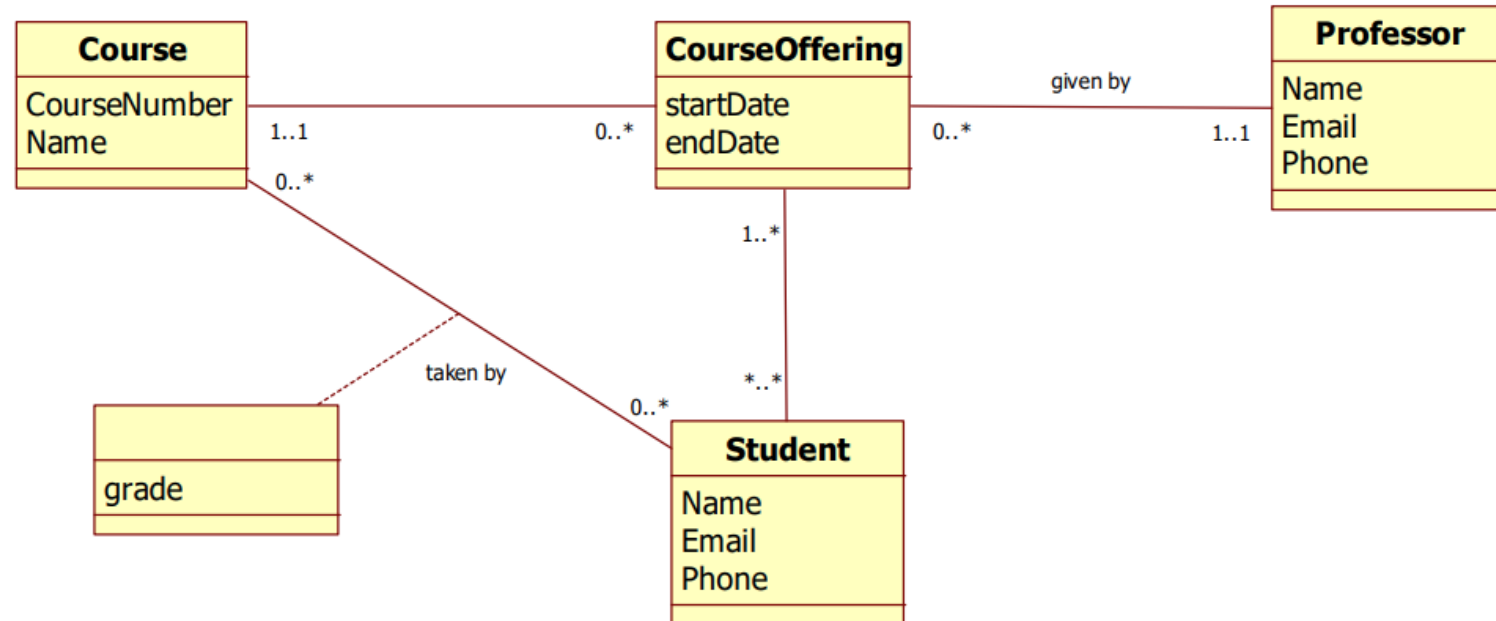 Course
CourseNumber
Name
1..1
0..*
0..*
CourseOffering
startDate
endDate
given by
0..*
1..1
Professor
Name
Email
Phone
1..*
*..*
taken by
0..*
grade
Student
Name
Email
Phone